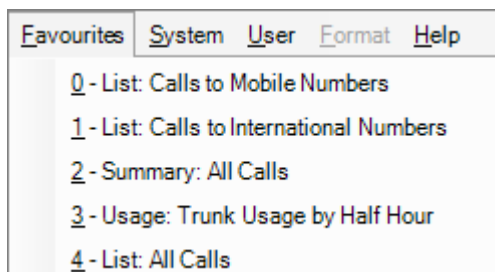 Favourites System User Format Help
0 - List: Calls to Mobile Numbers
1 - List: Calls to International Numbers
2 - Summary: All Calls
3 - Usage: Trunk Usage by Half Hour
4 - List: All Calls